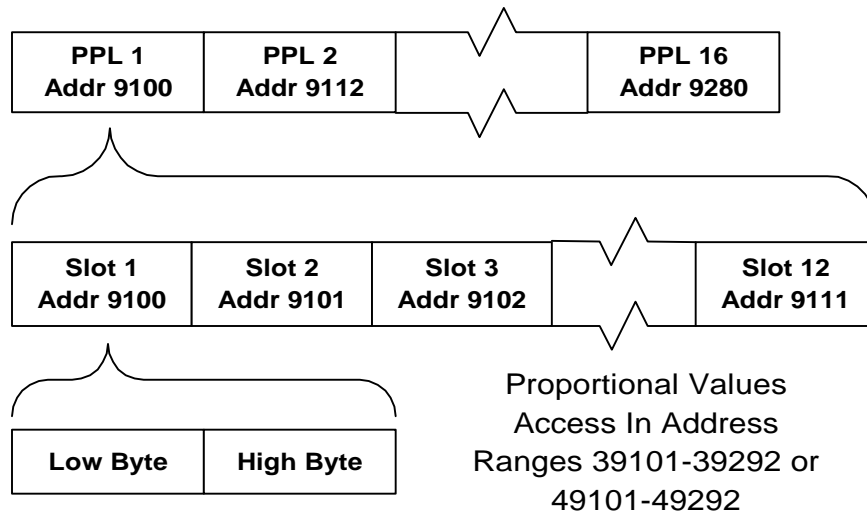 PPL 1
Addr 9100
PPL 2
Addr 9112
PPL 16
Addr 9280
Slot 1
Addr 9100
Slot 2
Addr 9101
Slot 3
Addr 9102
Slot 12
Addr 9111
Low Byte
High Byte
Proportional Values
Access In Address
Ranges 39101-39292 or
49101-49292